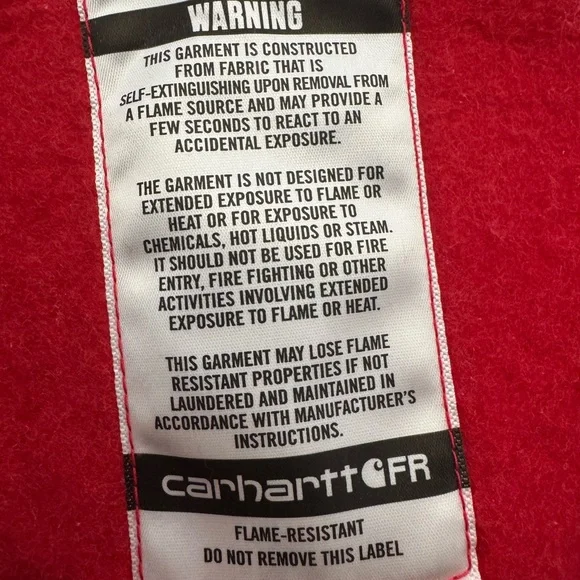 WARNING
THIS GARMENT IS CONSTRUCTED
FROM FABRIC THAT IS
SELF-EXTINGUISHING UPON REMOVAL FROM
A FLAME SOURCE AND MAY PROVIDE A
FEW SECONDS TO REACT TO AN
ACCIDENTAL EXPOSURE.
THE GARMENT IS NOT DESIGNED FOR
EXTENDED EXPOSURE TO FLAME OR
HEAT OR FOR EXPOSURE TO
CHEMICALS, HOT LIQUIDS OR STEAM.
IT SHOULD NOT BE USED FOR FIRE
ENTRY, FIRE FIGHTING OR OTHER
ACTIVITIES INVOLVING EXTENDED
EXPOSURE TO FLAME OR HEAT.
THIS GARMENT MAY LOSE FLAME
RESISTANT PROPERTIES IF NOT
LAUNDERED AND MAINTAINED IN
ACCORDANCE WITH MANUFACTURER'S
INSTRUCTIONS.
carhartt FR
FLAME-RESISTANT
DO NOT REMOVE THIS LABEL